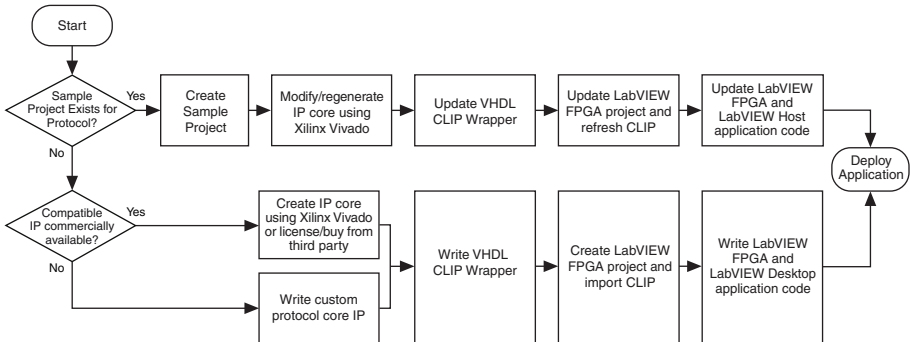 Start
Sample
Project Exists for
Protocol?
Yes
No
Create
Sample
Project
Modify/regenerate
IP core using
Xilinx Vivado
Update VHDL
CLIP Wrapper
Update LabVIEW
FPGA project and
refresh CLIP
Update LabVIEW
FPGA and
LabVIEW Host
application code
Deploy
Application
Compatible
IP commercially
available?
Yes
No
Create IP core
using Xilinx Vivado
or license/buy from
third party
Write custom
protocol core IP
Write VHDL
CLIP Wrapper
Create LabVIEW
FPGA project and
import CLIP
Write LabVIEW
FPGA and
LabVIEW Desktop
application code